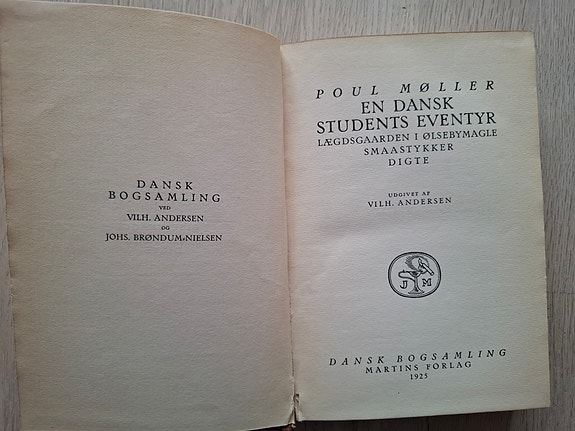 DANSK
BOGSAMLING
VED
VILH. ANDERSEN
OG
JOHS. BRØNDUM-NIELSEN
POUL MØLLER
EN DANSK
STUDENTS EVENTYR
LÆGDSGAARDEN I ØLSEBYMAGLE
SMAASTYKKER
DIGTE
UDGIVET AF
VILH. ANDERSEN
J M
DANSK BOGSAMLING
MARTINS FORLAG
1925